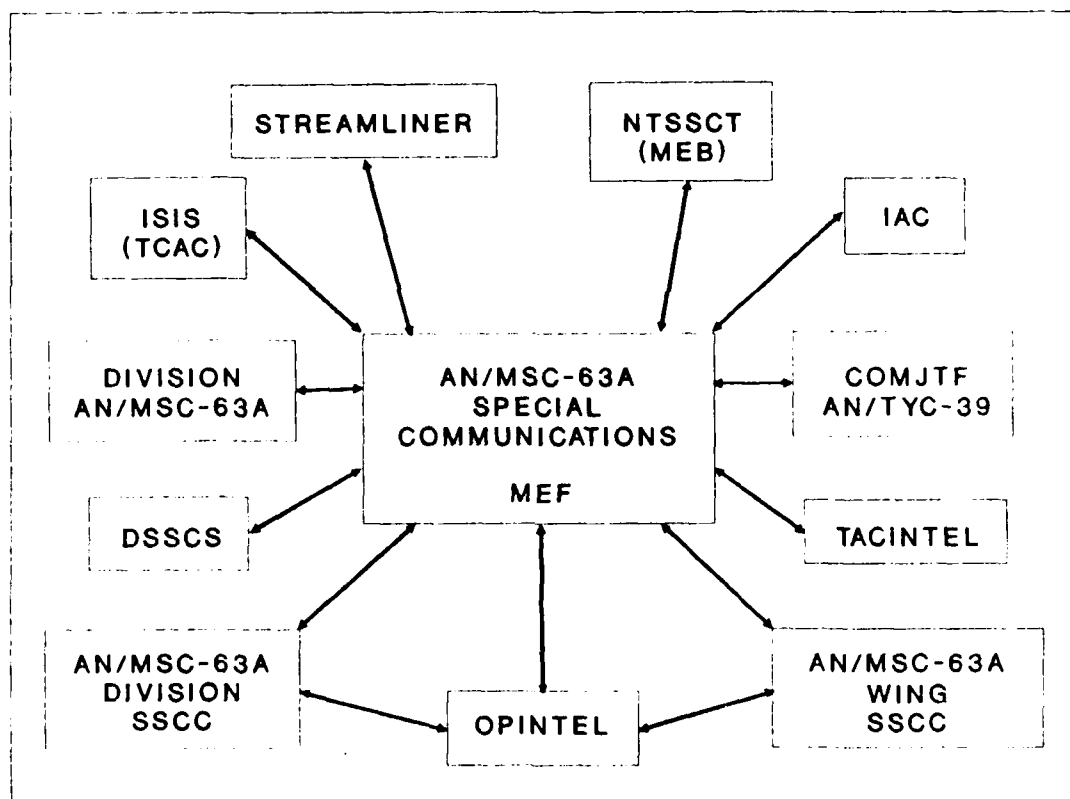 STREAMLINER
NTSSCT
(MEB)
ISIS
(TCAC)
IAC
DIVISION
AN/MSC-63A
AN/MSC-63A
SPECIAL
COMMUNICATIONS
MEF
COMJTF
AN/TYC-39
DSSCS
TACINTEL
AN/MSC-63A
DIVISION
SSCC
OPINTEL
AN/MSC-63A
WING
SSCC